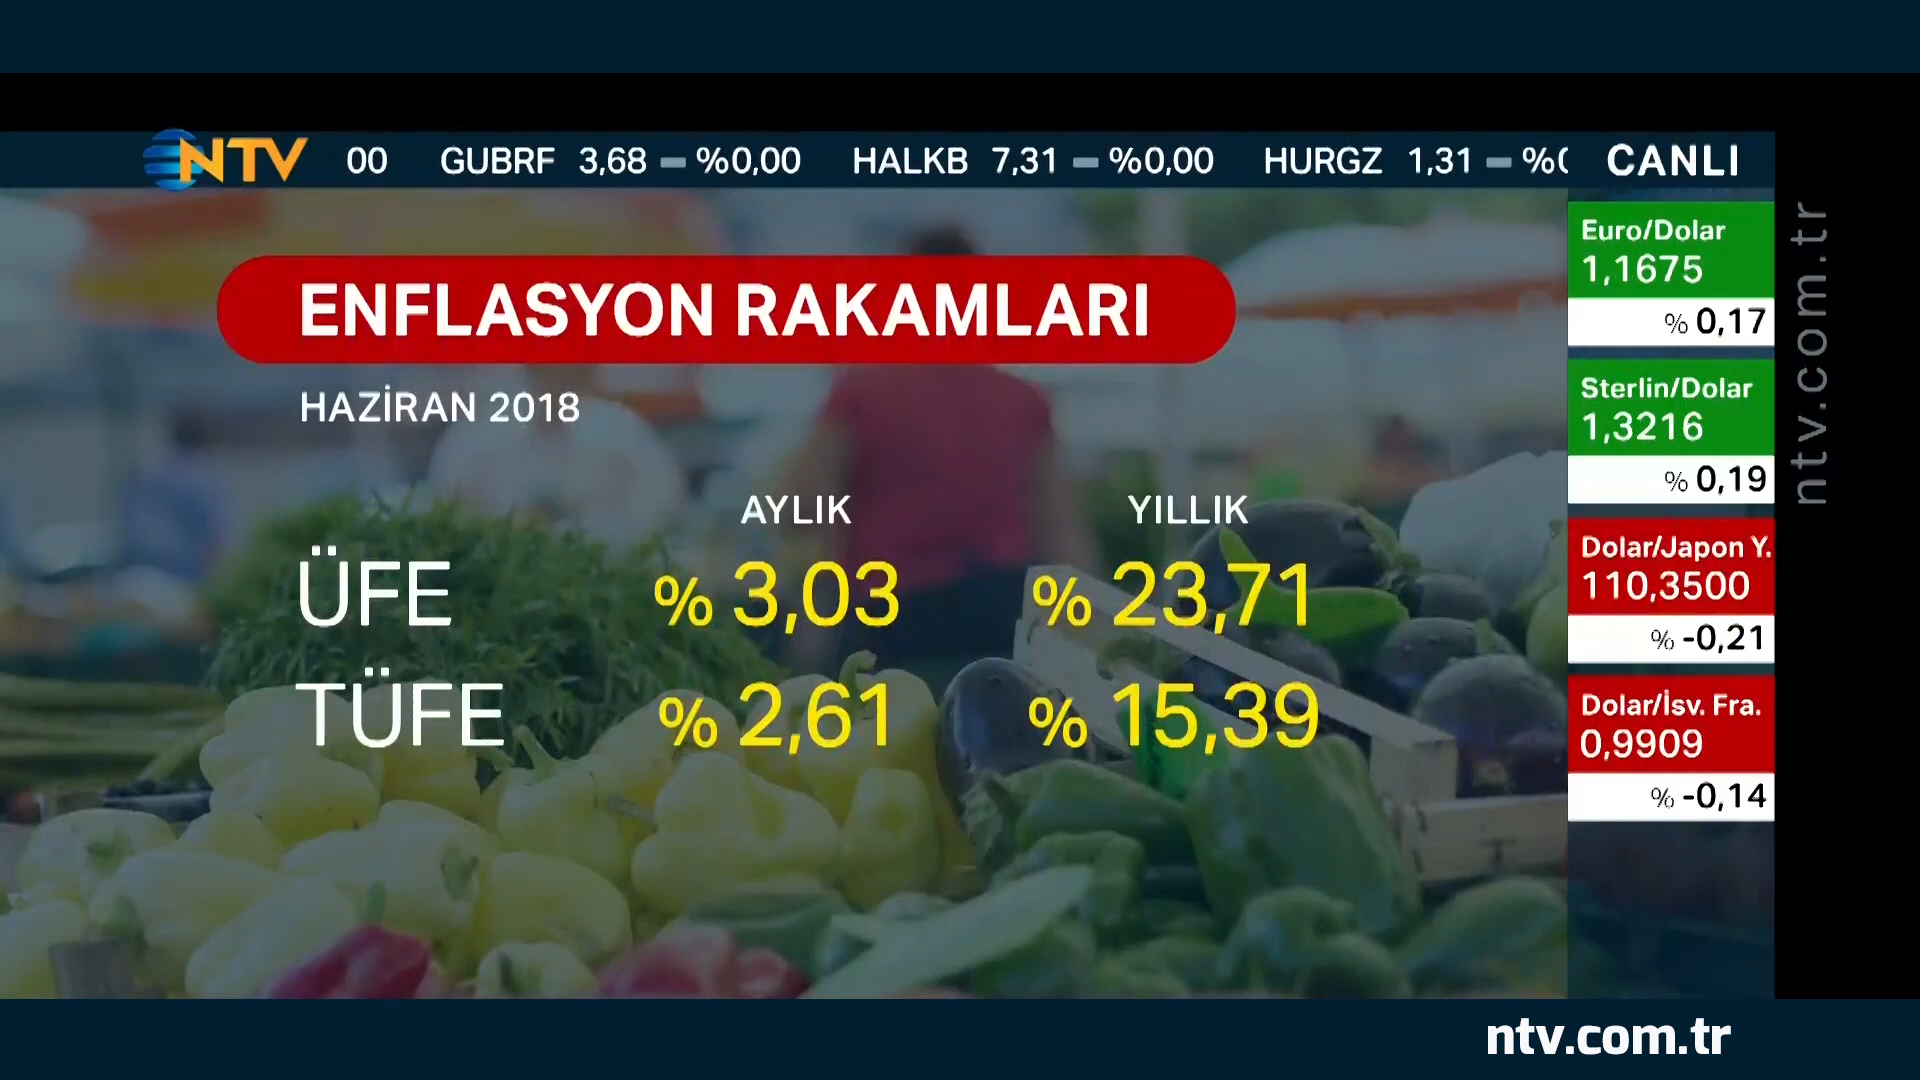 NTV 00 GUBRF 3,68 %0,00 HALKB 7,31 %0,00 HURGZ 1,31 CANLI
ENFLASYON RAKAMLARI
HAZİRAN 2018
AYLIK YILLIK
ÜFE % 3,03 % 23,71
TÜFE % 2,61 % 15,39
Euro/Dolar
1,1675
% 0,17
Sterlin/Dolar
1,3216
% 0,19
Dolar/Japon Y.
110,3500
% -0,21
Dolar/İsv. Fra.
0,9909
% -0,14
ntv.com.tr
ntv.com.tr